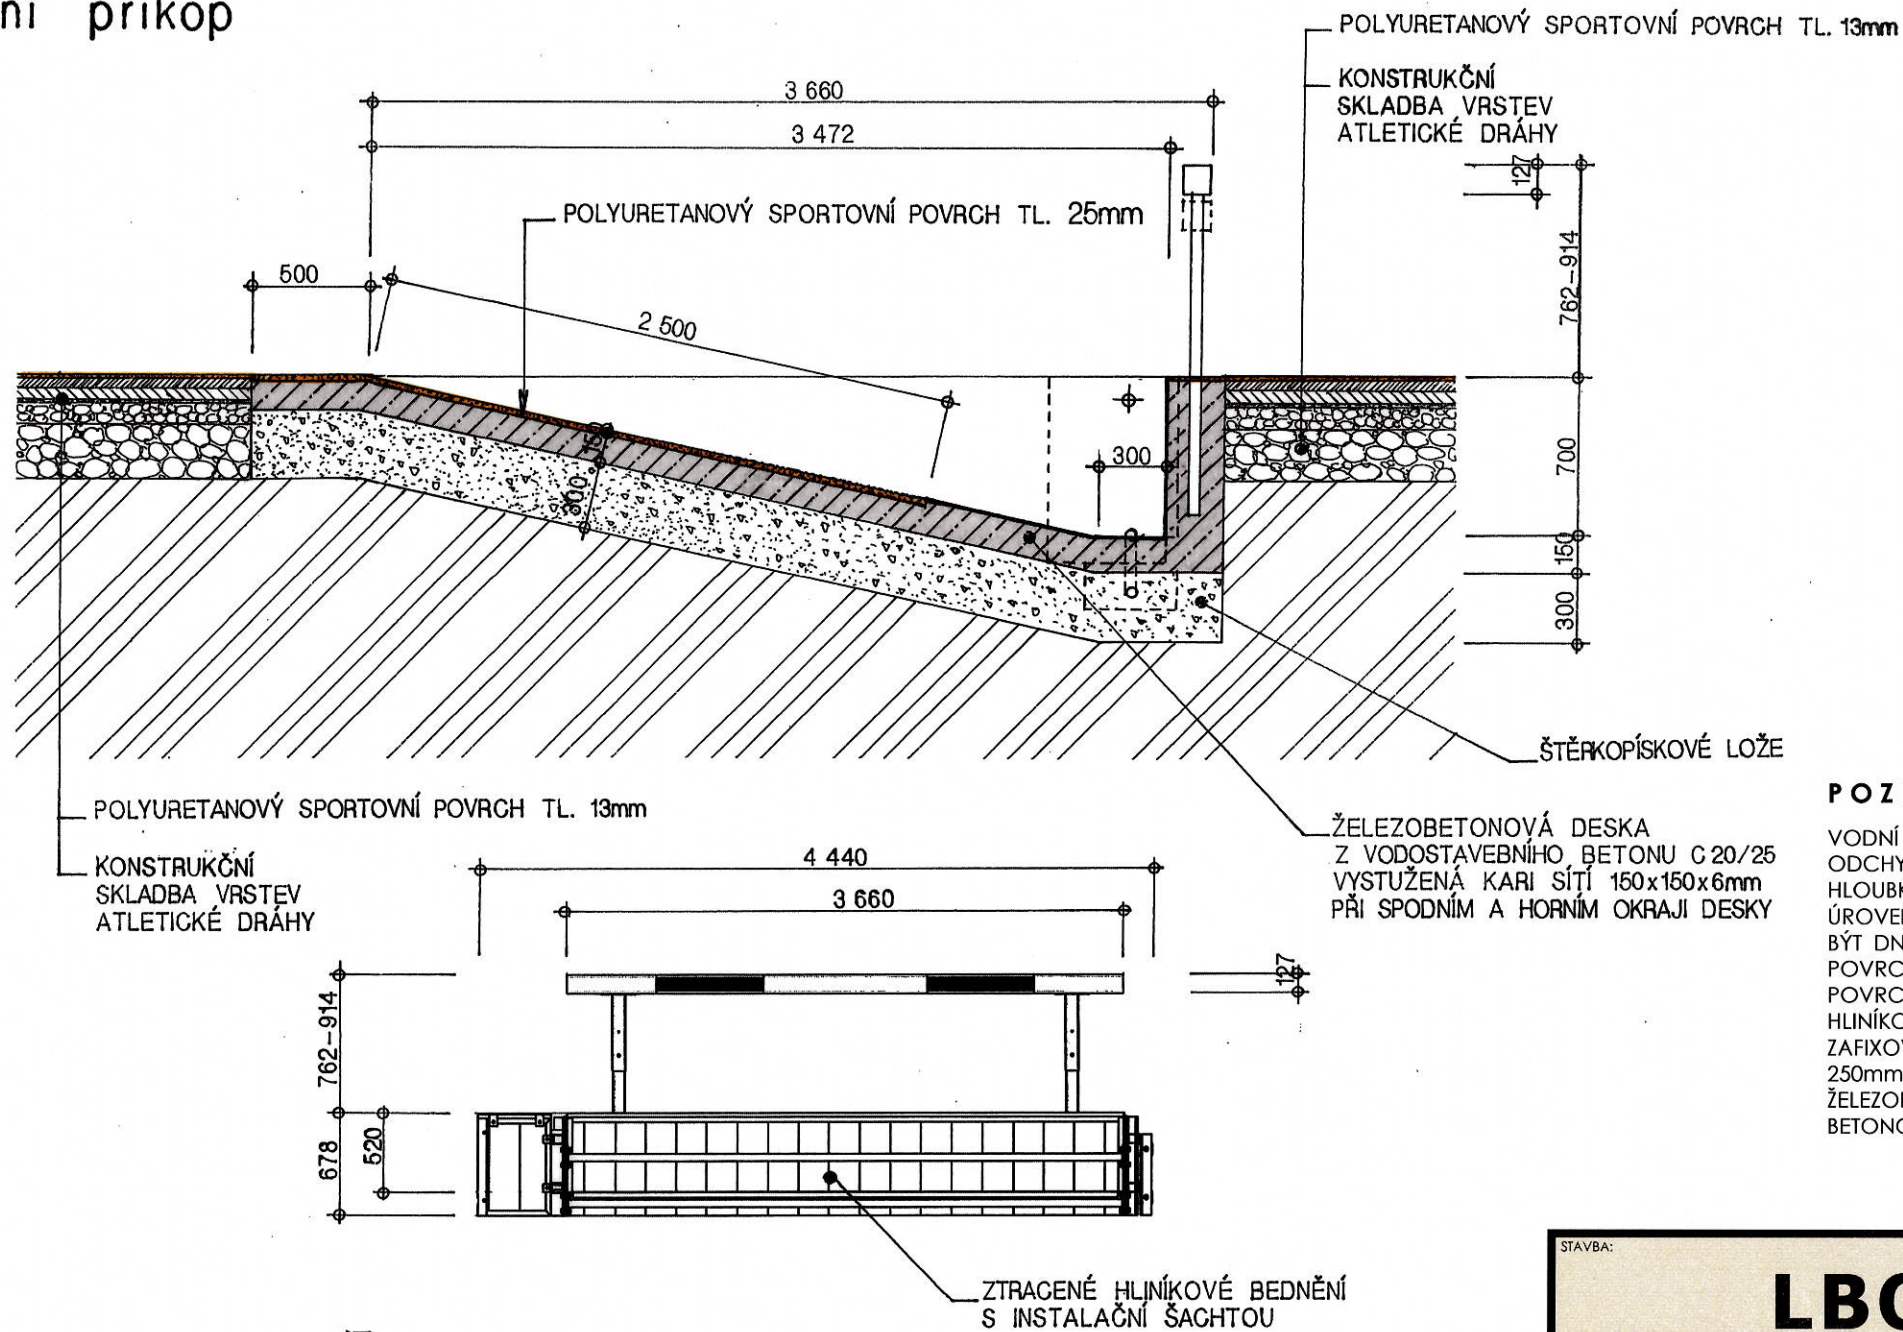 ní příkop
POLYURETANOVÝ SPORTOVNÍ POVRCH TL. 13mm
KONSTRUKČNÍ
SKLADBA VRSTEV
ATLETICKÉ DRÁHY
3 660
3 472
127
POLYURETANOVÝ SPORTOVNÍ POVRCH TL. 25mm
762-914
500
2 500
300
700
150
300
150
300
ŠTĚRKOPÍSKOVÉ LOŽE
POLYURETANOVÝ SPORTOVNÍ POVRCH TL. 13mm
KONSTRUKČNÍ
SKLADBA VRSTEV
ATLETICKÉ DRÁHY
ŽELEZOBETONOVÁ DESKA
Z VODOSTAVEBNÍHO BETONU C 20/25
VYSTUŽENÁ KARI SÍTÍ 150x150x6mm
PŘI SPODNÍM A HORNÍM OKRAJI DESKY
4 440
3 660
127
762-914
678
520
ZTRACENÉ HLINÍKOVÉ BEDNĚNÍ
S INSTALAČNÍ ŠACHTOU
POZ
VODNÍ
ODCHY
HLOUBK
ÚROVE
BÝT DN
POVRC
POVRC
HLINÍKO
ZAFIXOV
250mm
ŽELEZO
BETONO
STAVBA:
LBC